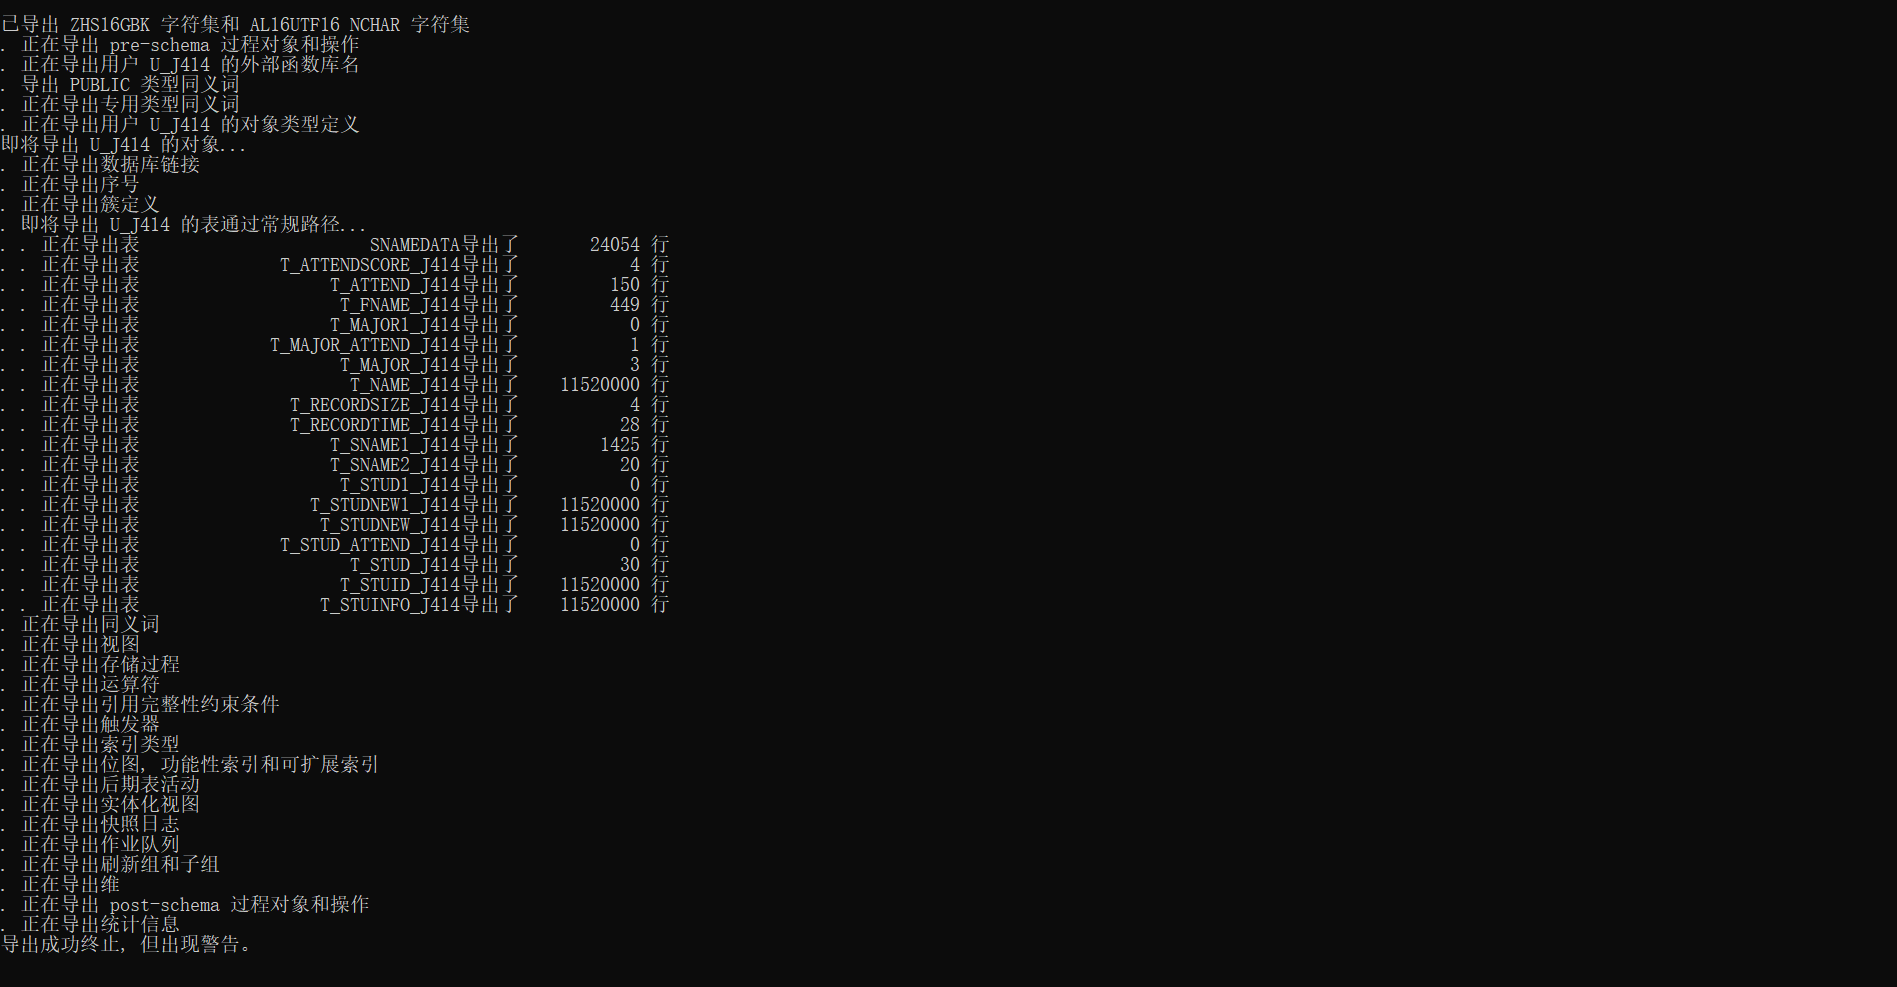 已导出 ZHS16GBK 字符集和 AL16UTF16 NCHAR 字符集
. 正在导出 pre-schema 过程对象和操作
. 正在导出用户 U_J414 的外部函数库名
. 导出 PUBLIC 类型同义词
. 正在导出专用类型同义词
. 正在导出用户 U_J414 的对象类型定义
即将导出 U_J414 的对象...
. 正在导出数据库链接
. 正在导出序号
. 正在导出簇定义
. 即将导出 U_J414 的表通过常规路径...
. . 正在导出表 SNAMEDATA导出了 24054 行
. . 正在导出表 T_ATTENDSCORE_J414导出了 4 行
. . 正在导出表 T_ATTEND_J414导出了 150 行
. . 正在导出表 T_FNAME_J414导出了 449 行
. . 正在导出表 T_MAJOR1_J414导出了 0 行
. . 正在导出表 T_MAJOR_ATTEND_J414导出了 1 行
. . 正在导出表 T_MAJOR_J414导出了 3 行
. . 正在导出表 T_NAME_J414导出了 11520000 行
. . 正在导出表 T_RECORDSIZE_J414导出了 4 行
. . 正在导出表 T_RECORDTIME_J414导出了 28 行
. . 正在导出表 T_SNAME1_J414导出了 1425 行
. . 正在导出表 T_SNAME2_J414导出了 20 行
. . 正在导出表 T_STUD1_J414导出了 0 行
. . 正在导出表 T_STUDNEW1_J414导出了 11520000 行
. . 正在导出表 T_STUDNEW_J414导出了 11520000 行
. . 正在导出表 T_STUD_ATTEND_J414导出了 0 行
. . 正在导出表 T_STUD_J414导出了 30 行
. . 正在导出表 T_STUID_J414导出了 11520000 行
. . 正在导出表 T_STUINFO_J414导出了 11520000 行
. 正在导出同义词
. 正在导出视图
. 正在导出存储过程
. 正在导出运算符
. 正在导出引用完整性约束条件
. 正在导出触发器
. 正在导出索引类型
. 正在导出位图, 功能性索引和可扩展索引
. 正在导出后期表活动
. 正在导出实体化视图
. 正在导出快照日志
. 正在导出作业队列
. 正在导出刷新组和子组
. 正在导出维
. 正在导出 post-schema 过程对象和操作
. 正在导出统计信息
导出成功终止, 但出现警告。